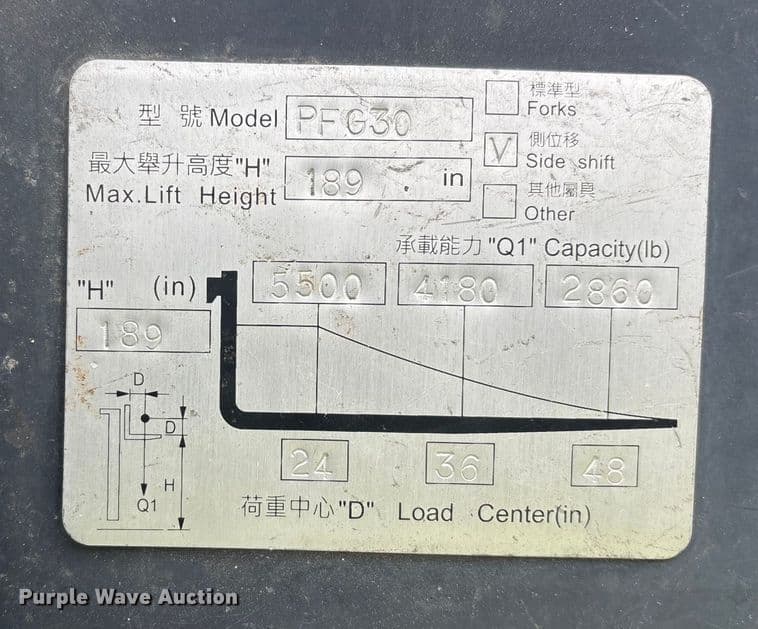 型 號 Model PFG30
最大舉升高度"H" Max.Lift Height 189 in
標準型 Forks
V 側位移 Side shift
其他屬具 Other
承載能力 "Q1" Capacity(lb)
"H" (in) 5500 4180 2860
189
D
D
H
Q1
24 36 48
荷重中心"D" Load Center(in)
Purple Wave Auction